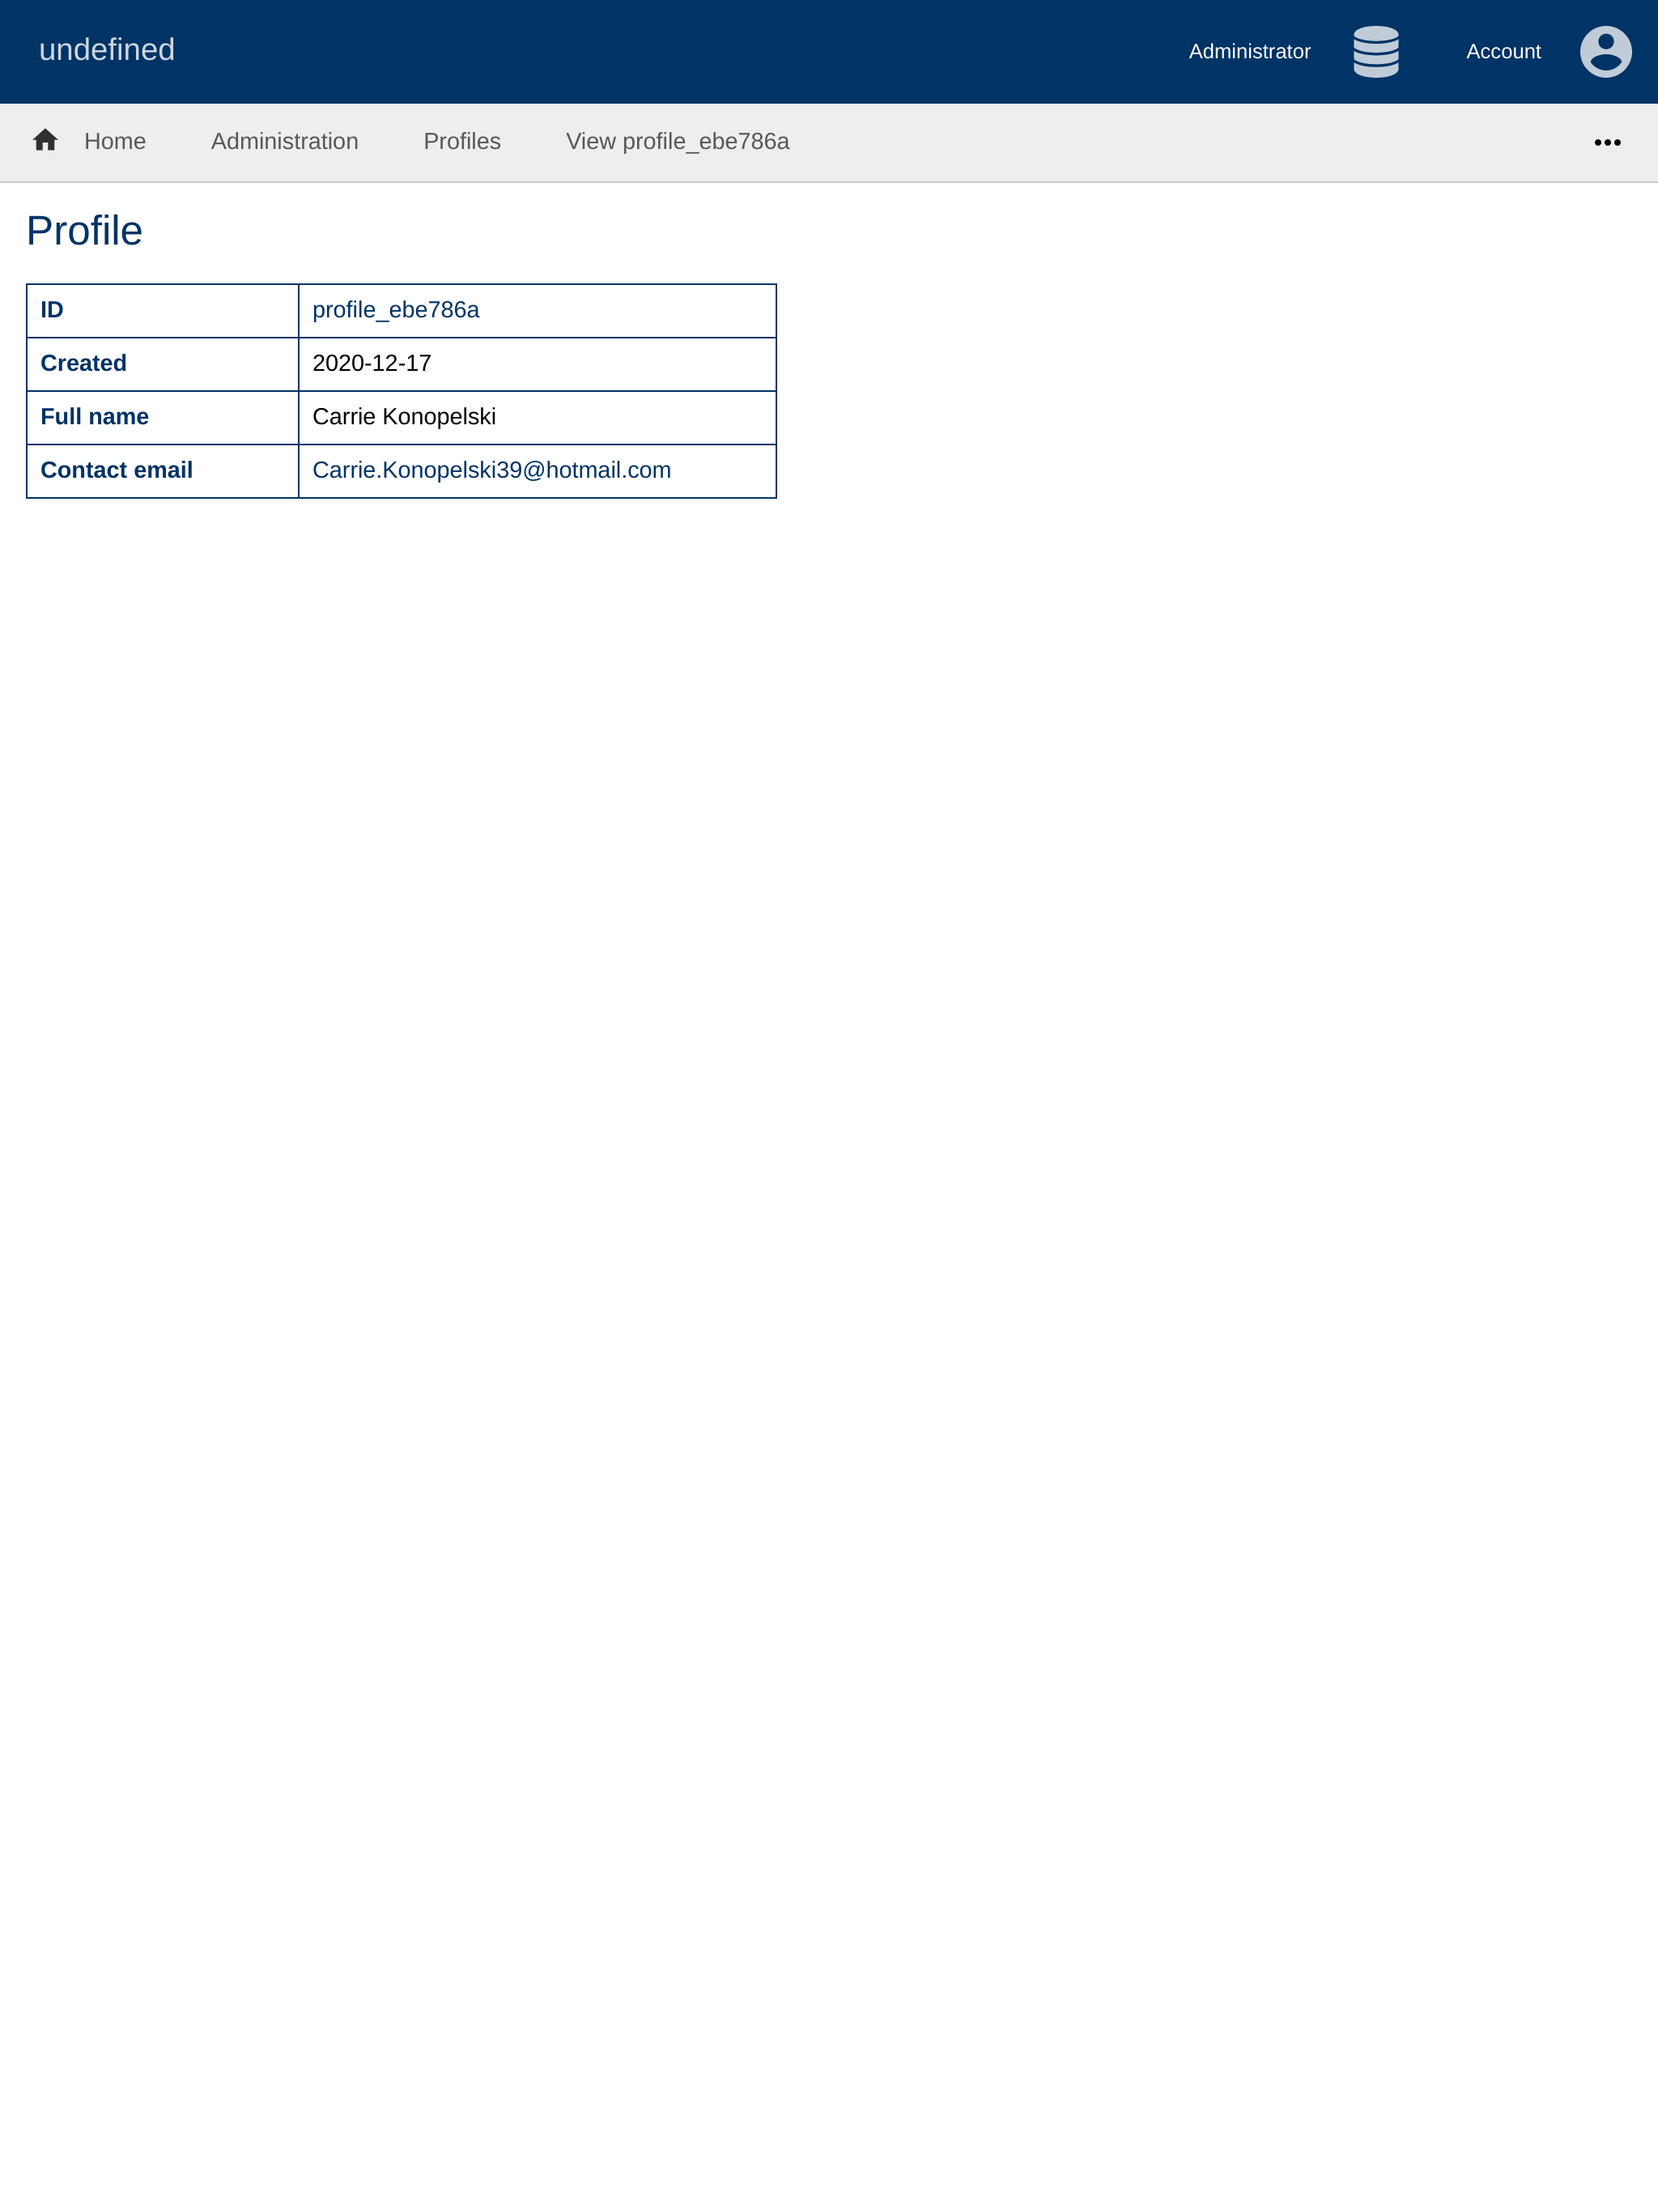 undefined Administrator Account
Home Administration Profiles View profile_ebe786a
Profile
ID profile_ebe786a
Created 2020-12-17
Full name Carrie Konopelski
Contact email Carrie.Konopelski39@hotmail.com